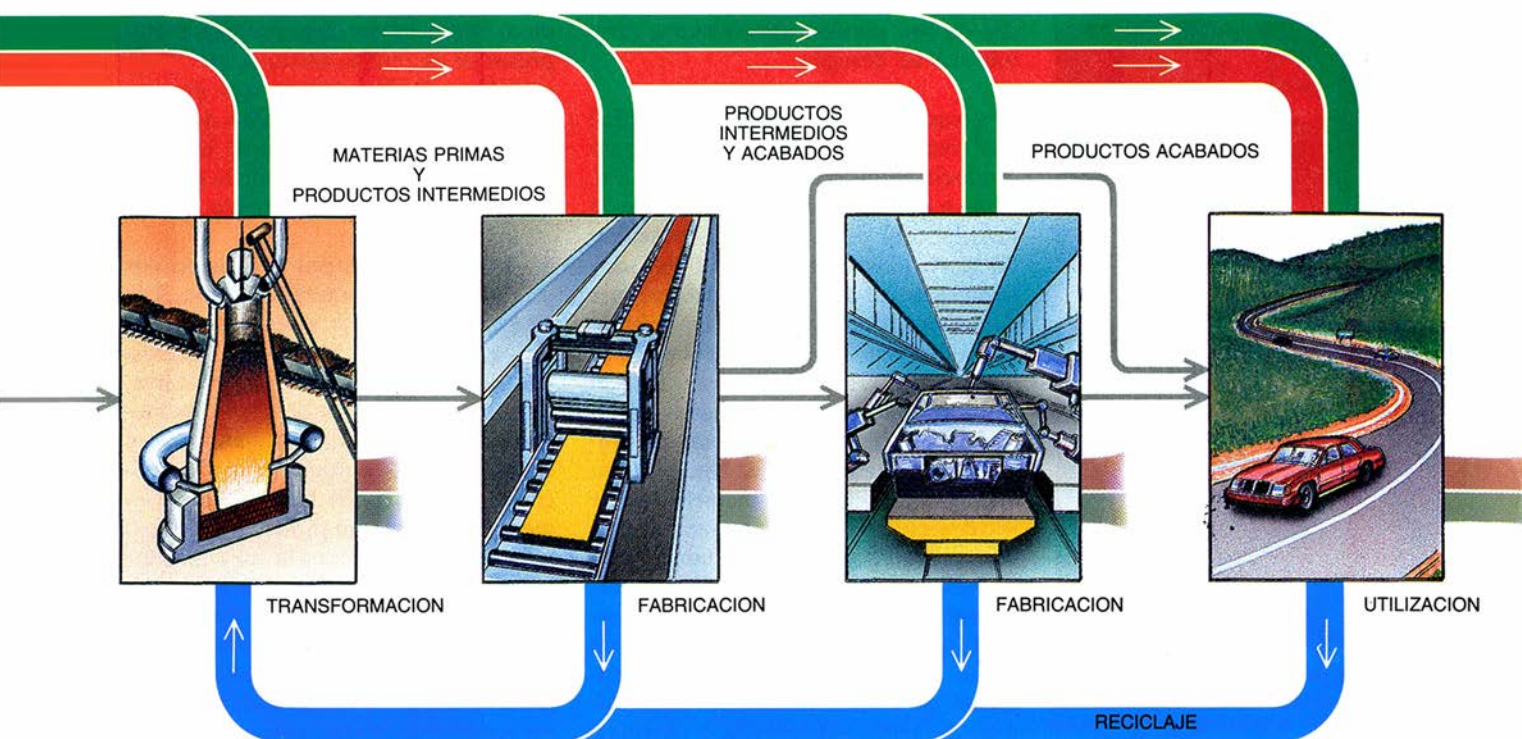 MATERIAS PRIMAS
Y
PRODUCTOS INTERMEDIOS
PRODUCTOS
INTERMEDIOS
Y ACABADOS
PRODUCTOS ACABADOS
TRANSFORMACION
FABRICACION
FABRICACION
UTILIZACION
RECICLAJE